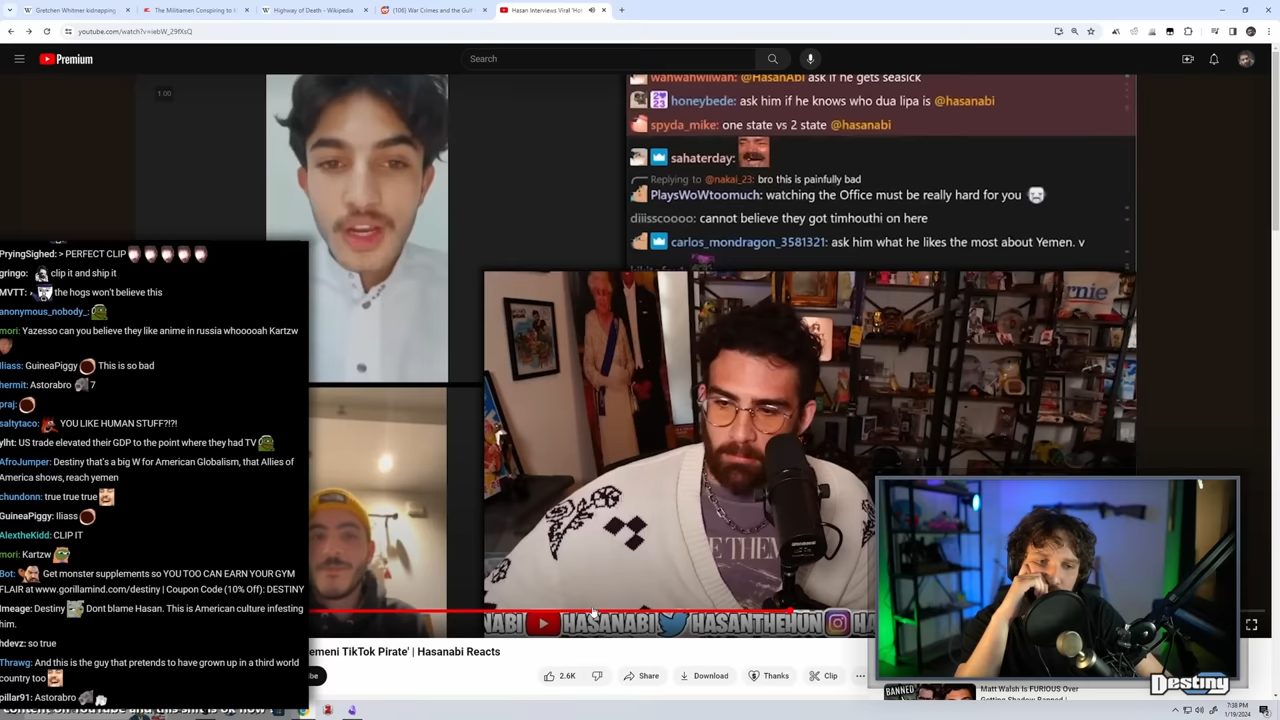 Gretchen Whitmer kidnapping
The Militiamen Conspiring to
Highway of Death - Wikipedia
(106) War Crimes and the Gulf
Hasan Interviews Viral 'Ho
youtube.com/watch?v=iebW_29fXsQ
Premium
Search
1:00
wanwanwiiwan: @HasanAbi ask if he gets seasick
honeybede: ask him if he knows who dua lipa is @hasanabi
spyda_mike: one state vs 2 state @hasanabi
sahaterday:
Replying to @nakai_23: bro this is painfully bad
PlaysWoWtoomuch: watching the Office must be really hard for you
diiisscoooo: cannot believe they got timhouthi on here
carlos_mondragon_3581321: ask him what he likes the most about Yemen. v
PryingSighed: > PERFECT CLIP
gringo: clip it and ship it
MVTT: the hogs won't believe this
anonymous_nobody_:
mori: Yazesso can you believe they like anime in russia whooooah Kartzw
Iliass: GuineaPiggy This is so bad
hermit: Astorabro 7
praj:
saltytaco: YOU LIKE HUMAN STUFF?!?!
ylht: US trade elevated their GDP to the point where they had TV
AfroJumper: Destiny that's a big W for American Globalism, that Allies of
America shows, reach yemen
chundonn: true true true
GuineaPiggy: Iliass
AlextheKidd: CLIP IT
mori: Kartzw
Bot: Get monster supplements so YOU TOO CAN EARN YOUR GYM
FLAIR at www.gorillamind.com/destiny | Coupon Code (10% Off): DESTINY
Imeage: Destiny Dont blame Hasan. This is American culture infesting
him.
hdevz: so true
Thrawg: And this is the guy that pretends to have grown up in a third world
country too
pillar91: Astorabro
ernie
THEM
NABI HASANABI HASANTHEHUN
emeni TikTok Pirate' | Hasanabi Reacts
be
2.6K
Share
Download
Thanks
Clip
BANNED
Matt Walsh Is FURIOUS Over
Destiny
7:38 PM
1/19/2024